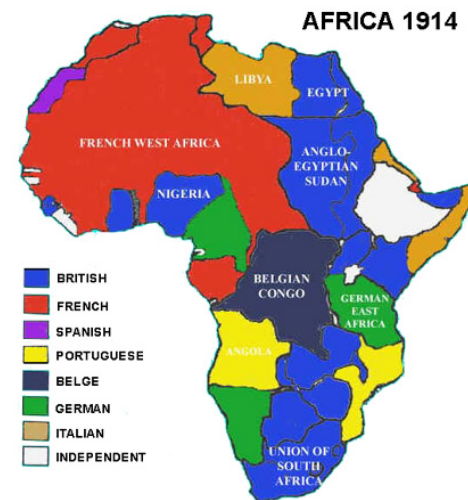 AFRICA 1914
LIBYA
EGYPT
FRENCH WEST AFRICA
ANGLO-
EGYPTIAN
SUDAN
NIGERIA
BELGIAN
CONGO
GERMAN
EAST
AFRICA
ANGOLA
UNION OF
SOUTH
AFRICA
BRITISH
FRENCH
SPANISH
PORTUGUESE
BELGE
GERMAN
ITALIAN
INDEPENDENT